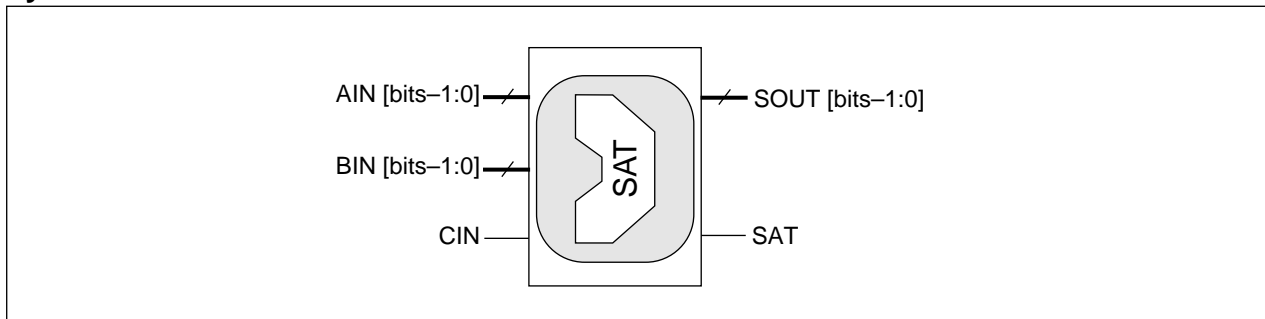 AIN [bits–1:0]
SOUT [bits–1:0]
BIN [bits–1:0]
SAT
CIN
SAT